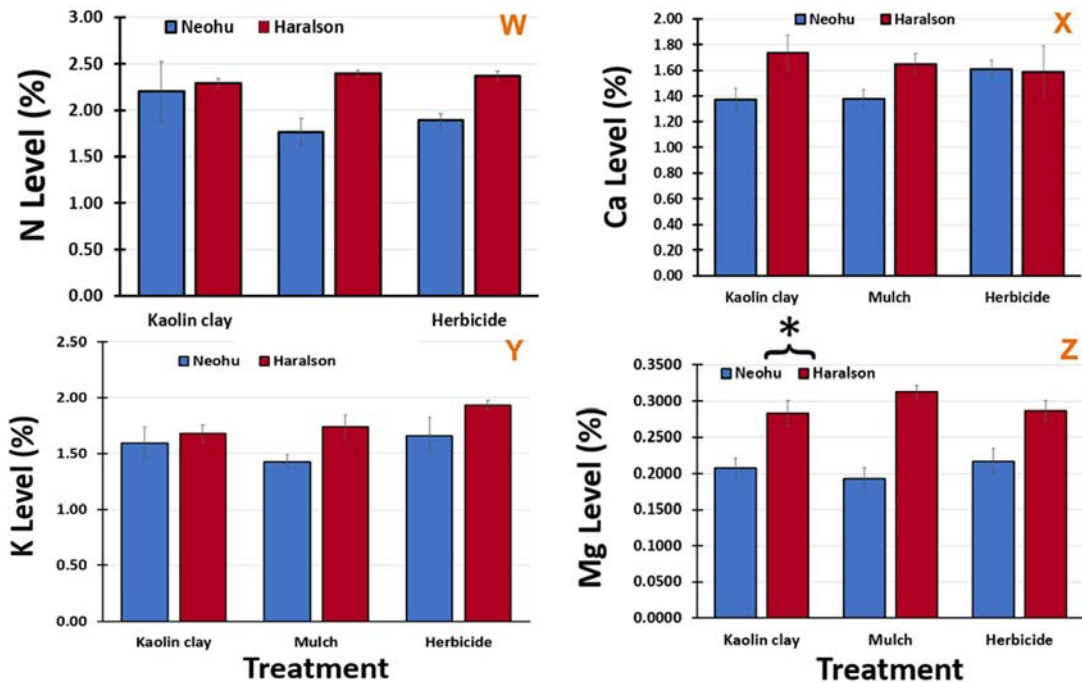 W
Neohu Haralson
N Level (%)
3.00
2.50
2.00
1.50
1.00
0.50
0.00
Kaolin clay Herbicide
X
Neohu Haralson
Ca Level (%)
2.00
1.80
1.60
1.40
1.20
1.00
0.80
0.60
0.40
0.20
0.00
Kaolin clay Mulch Herbicide
Y
Neohu Haralson
K Level (%)
2.50
2.00
1.50
1.00
0.50
0.00
Kaolin clay Mulch Herbicide
Treatment
*
Z
Neohu Haralson
Mg Level (%)
0.3500
0.3000
0.2500
0.2000
0.1500
0.1000
0.0500
0.0000
Kaolin clay Mulch Herbicide
Treatment